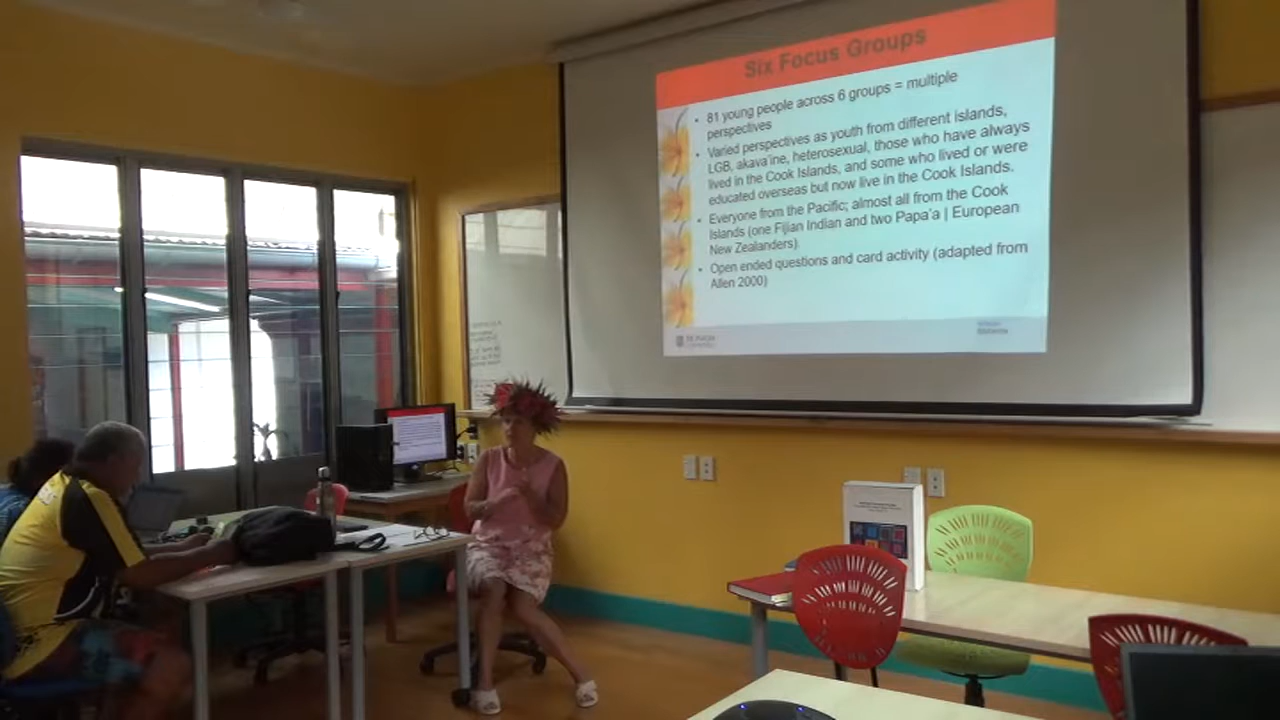 Six Focus Groups
• 81 young people across 6 groups = multiple
perspectives
• Varied perspectives as youth from different islands,
LGB, akava'ine, heterosexual, those who have always
lived in the Cook Islands, and some who lived or were
educated overseas but now live in the Cook Islands.
• Everyone from the Pacific; almost all from the Cook
Islands (one Fijian Indian and two Papa'a | European
New Zealanders)
• Open ended questions and card activity (adapted from
Allen 2000)